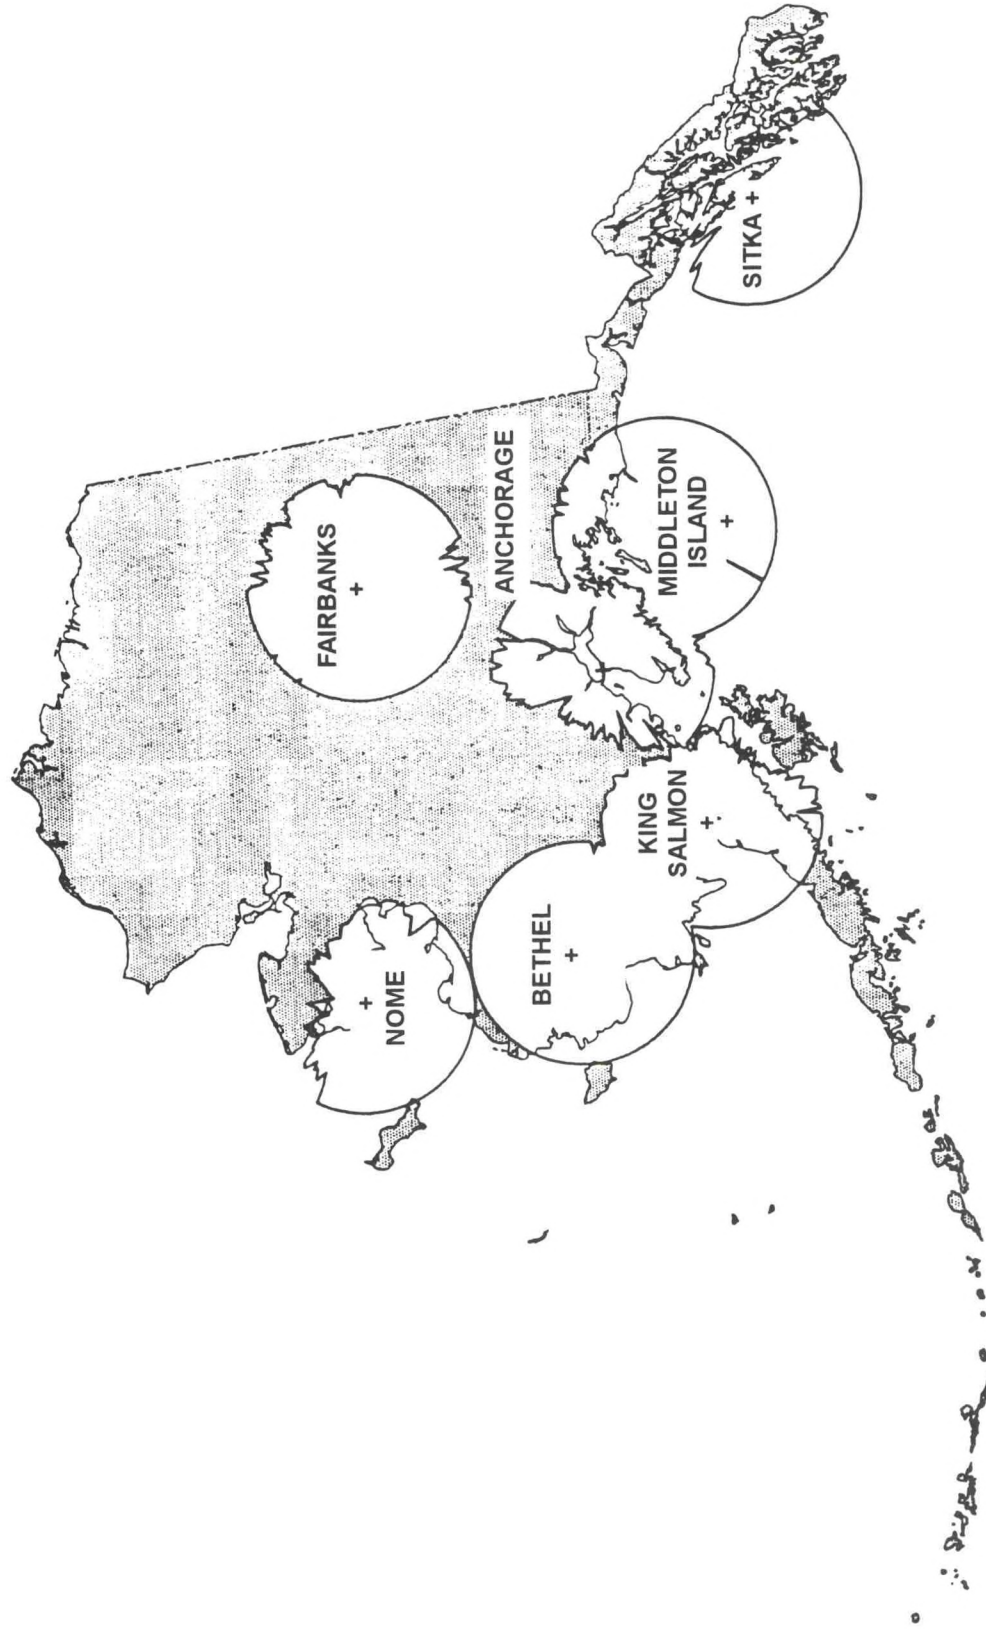 FAIRBANKS
NOME
ANCHORAGE
BETHEL
KING
SALMON
MIDDLETON
ISLAND
SITKA